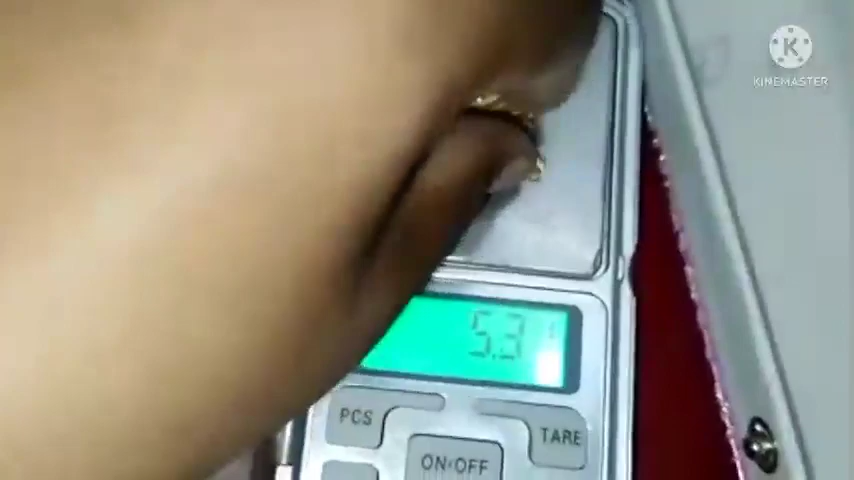 K
KINEMASTER
5.3
PCS
TARE
ON·OFF